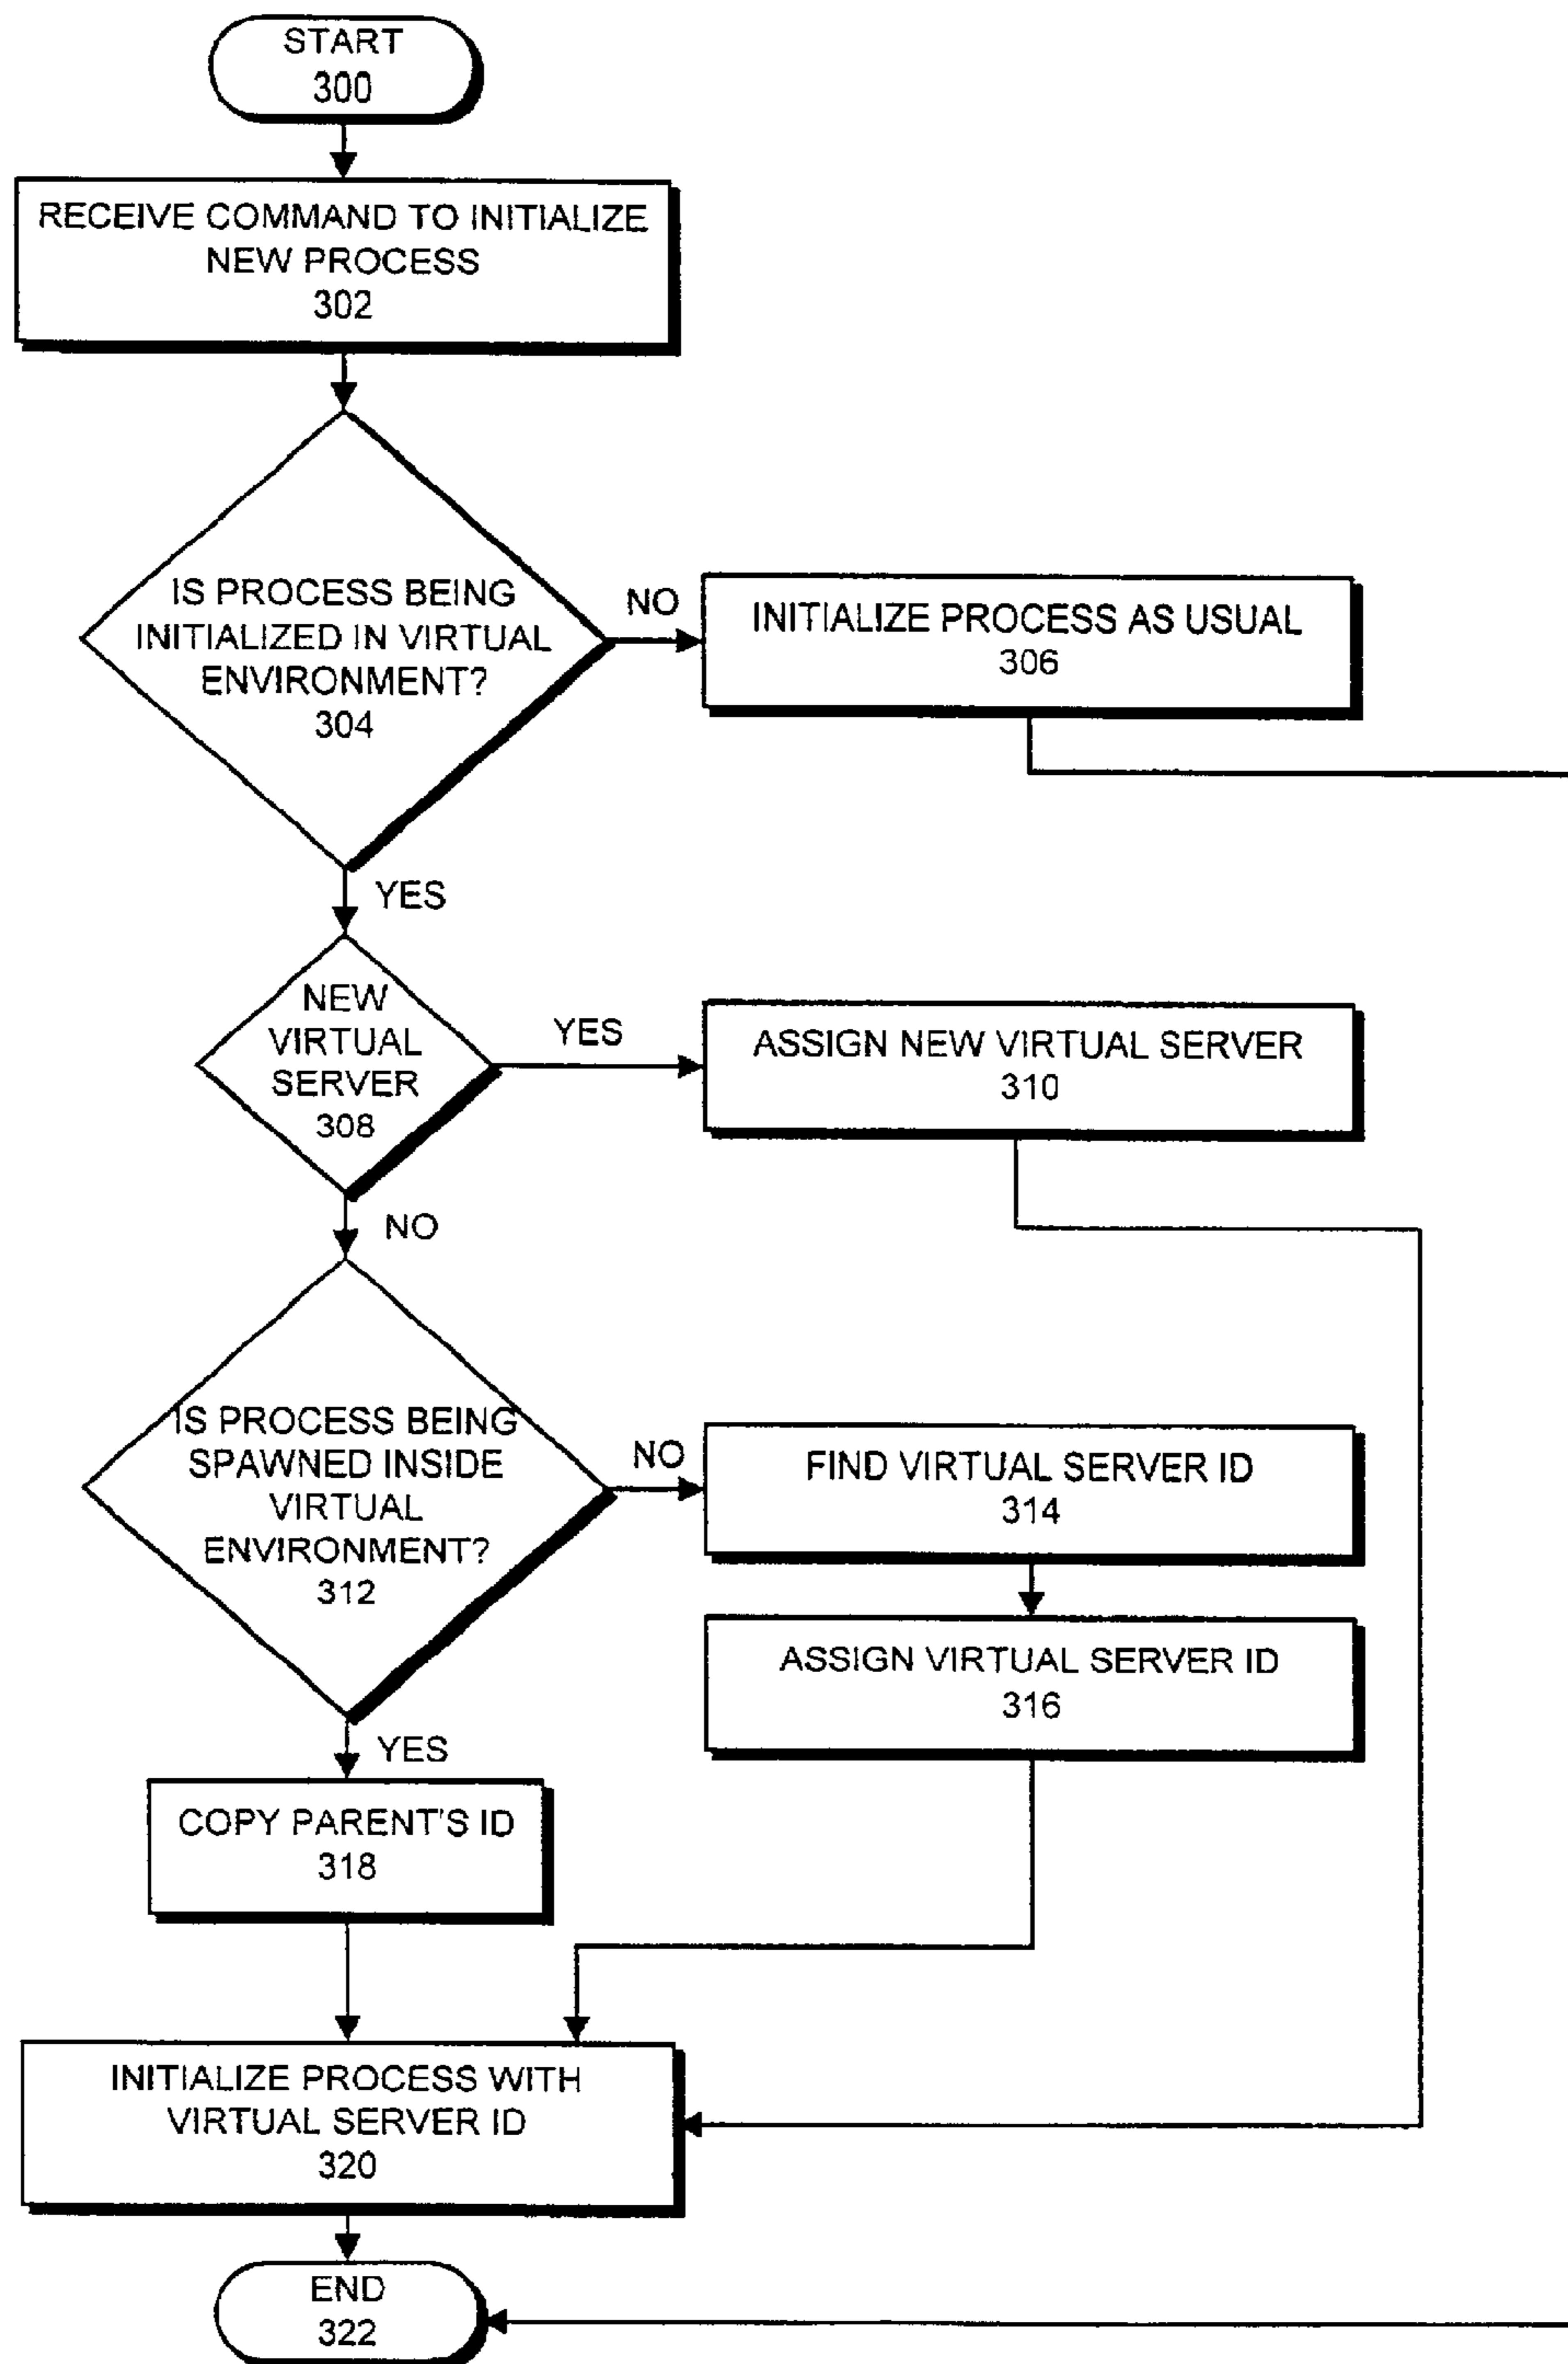 START
300
RECEIVE COMMAND TO INITIALIZE
NEW PROCESS
302
IS PROCESS BEING
INITIALIZED IN VIRTUAL
ENVIRONMENT?
304
NO
INITIALIZE PROCESS AS USUAL
306
YES
NEW
VIRTUAL
SERVER
308
YES
ASSIGN NEW VIRTUAL SERVER
310
NO
IS PROCESS BEING
SPAWNED INSIDE
VIRTUAL
ENVIRONMENT?
312
NO
FIND VIRTUAL SERVER ID
314
ASSIGN VIRTUAL SERVER ID
316
YES
COPY PARENT'S ID
318
INITIALIZE PROCESS WITH
VIRTUAL SERVER ID
320
END
322